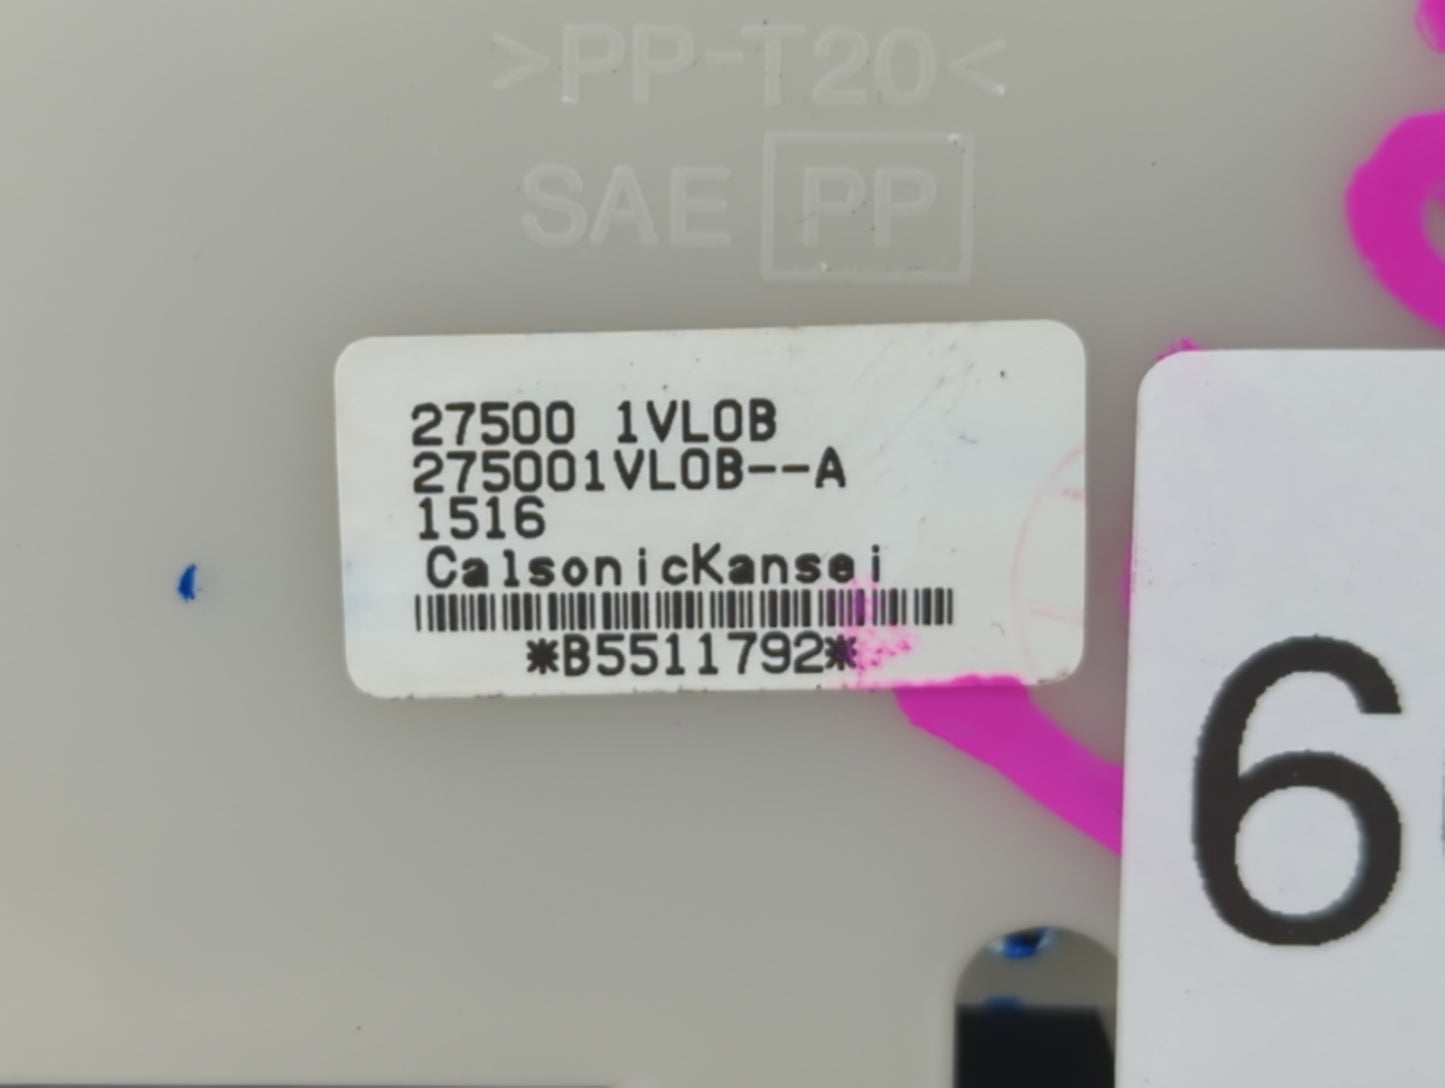 >PP-T20<
SAE PP
27500 1VL0B
275001VL0B--A
1516
CalsonicKansei
*B5511792*
6